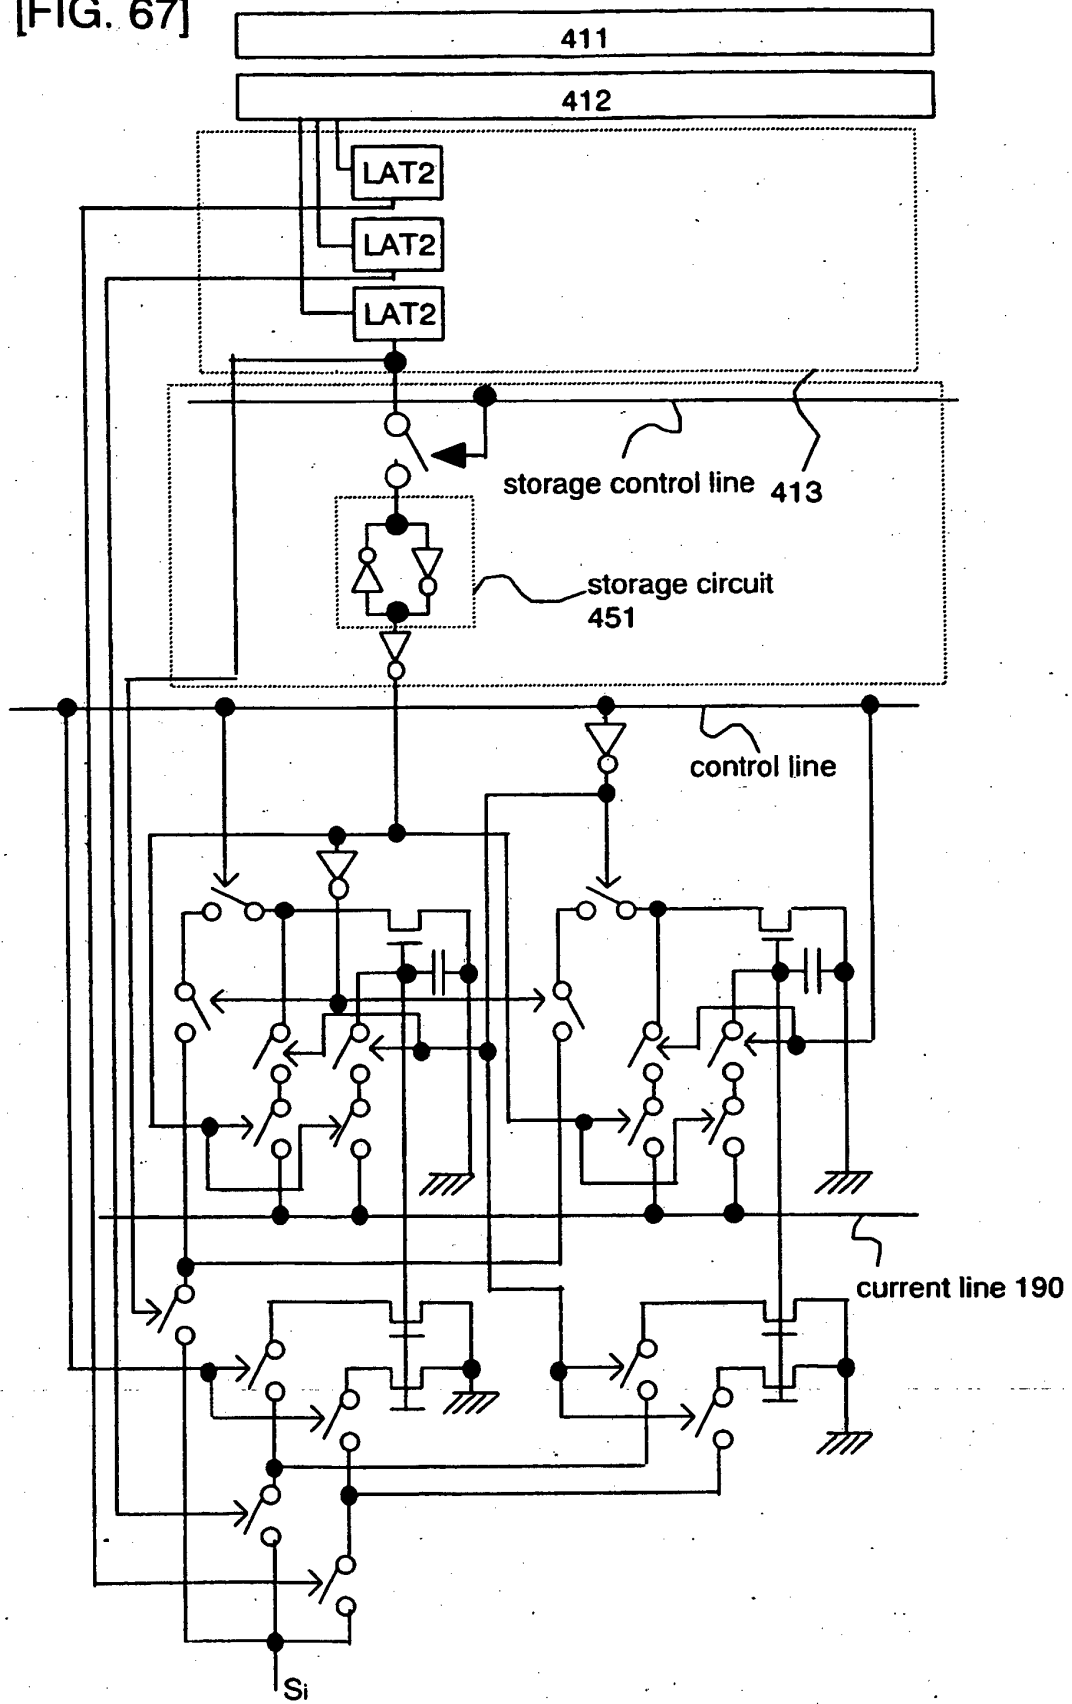 [FIG. 67]
411
412
LAT2
LAT2
LAT2
storage control line
413
storage circuit
451
control line
current line 190
Si